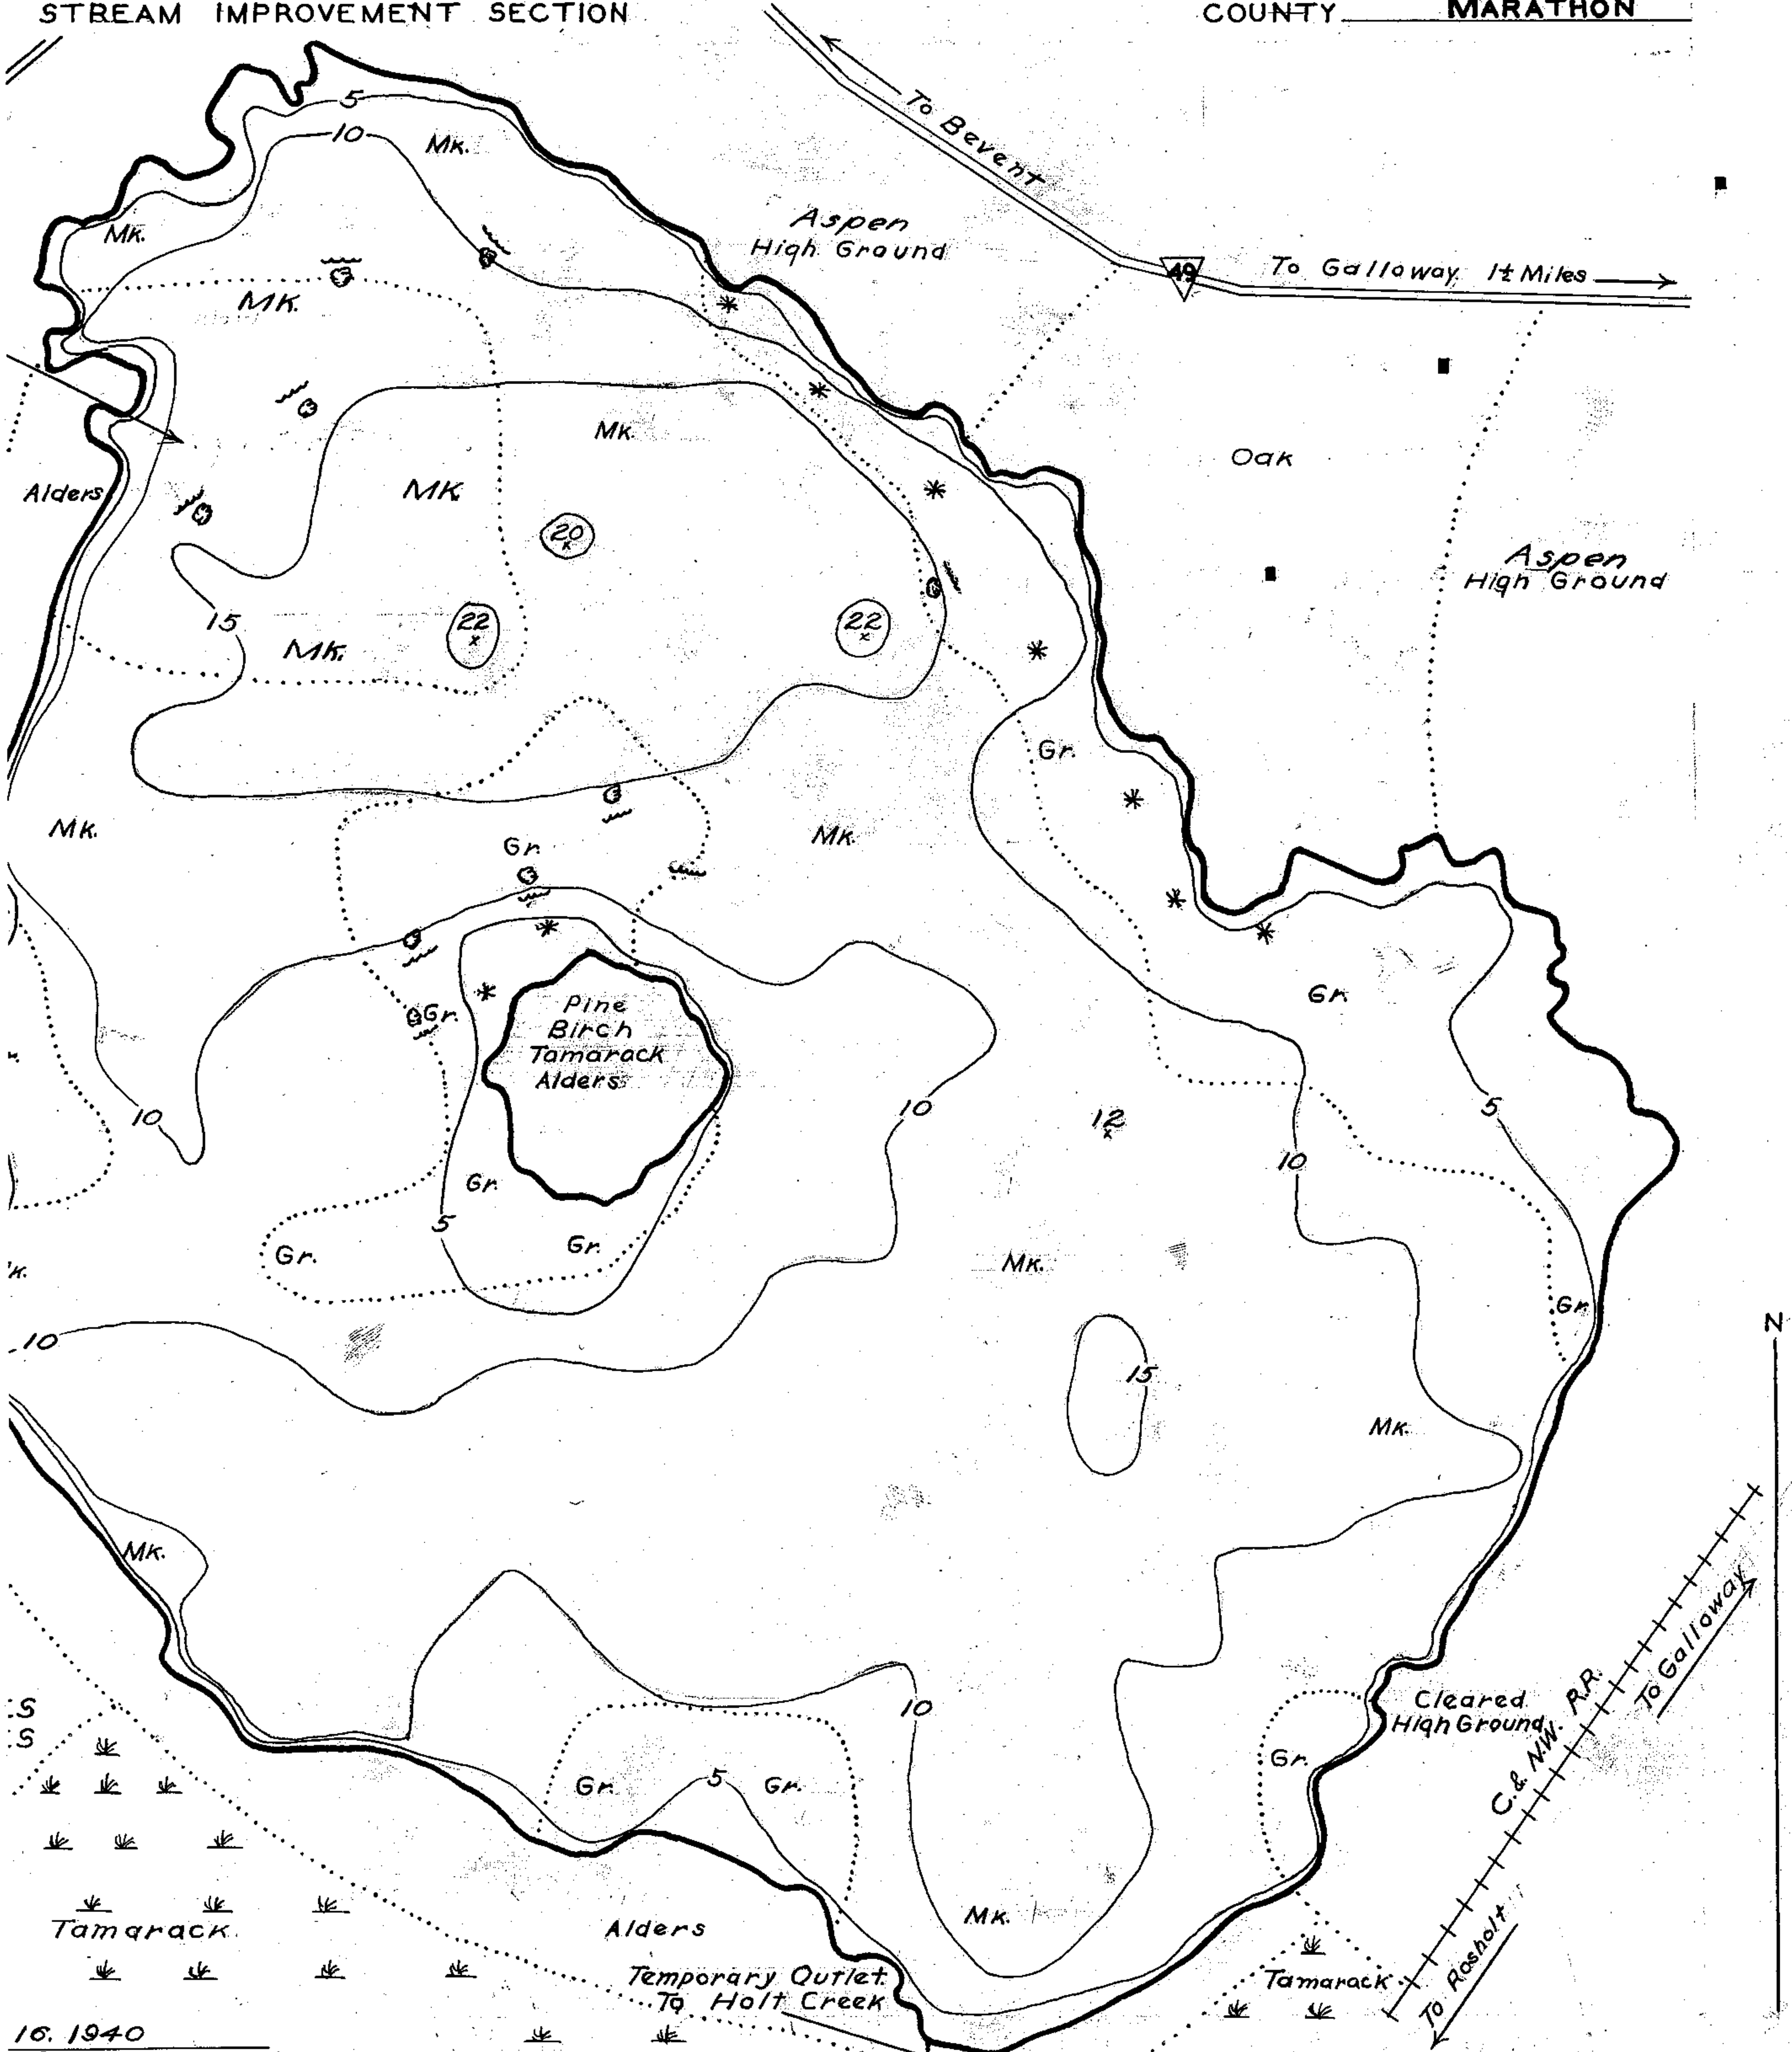 STREAM IMPROVEMENT SECTION
COUNTY MARATHON
5
10
Mk.
To Bevent
Aspen
High Ground
Mk.
49
To Galloway 1½ Miles
Mk.
Mk.
Oak
Alders
Mk.
20
Aspen
High Ground
15
22
22
Mk.
Gr.
Mk.
Gr.
Mk.
Gr.
Pine
Birch
Tamarack
Alders
Gr.
10
10
12
5
10
Gr.
5
Gr.
Gr.
Mk.
Gr.
N
10
15
Mk.
Mk.
To Galloway
C. & N.W. R.R.
Cleared
High Ground
10
S
S
Gr.
5
Gr.
Gr.
Mk.
Tamarack
Alders
Temporary Outlet
To Holt Creek
Tamarack
To Rosholt
16. 1940